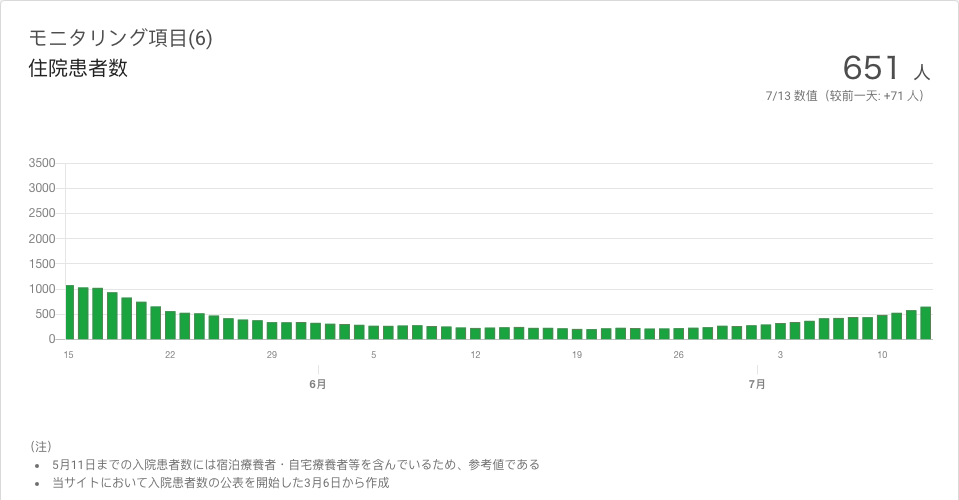 モニタリング項目(6)
住院患者数
651 人
7/13 数值（较前一天: +71 人）
3500
3000
2500
2000
1500
1000
500
0
15 22 29 5 12 19 26 3 10
6月 7月
（注）
• 5月11日までの入院患者数には宿泊療養者・自宅療養者等を含んでいるため、参考値である
• 当サイトにおいて入院患者数の公表を開始した3月6日から作成